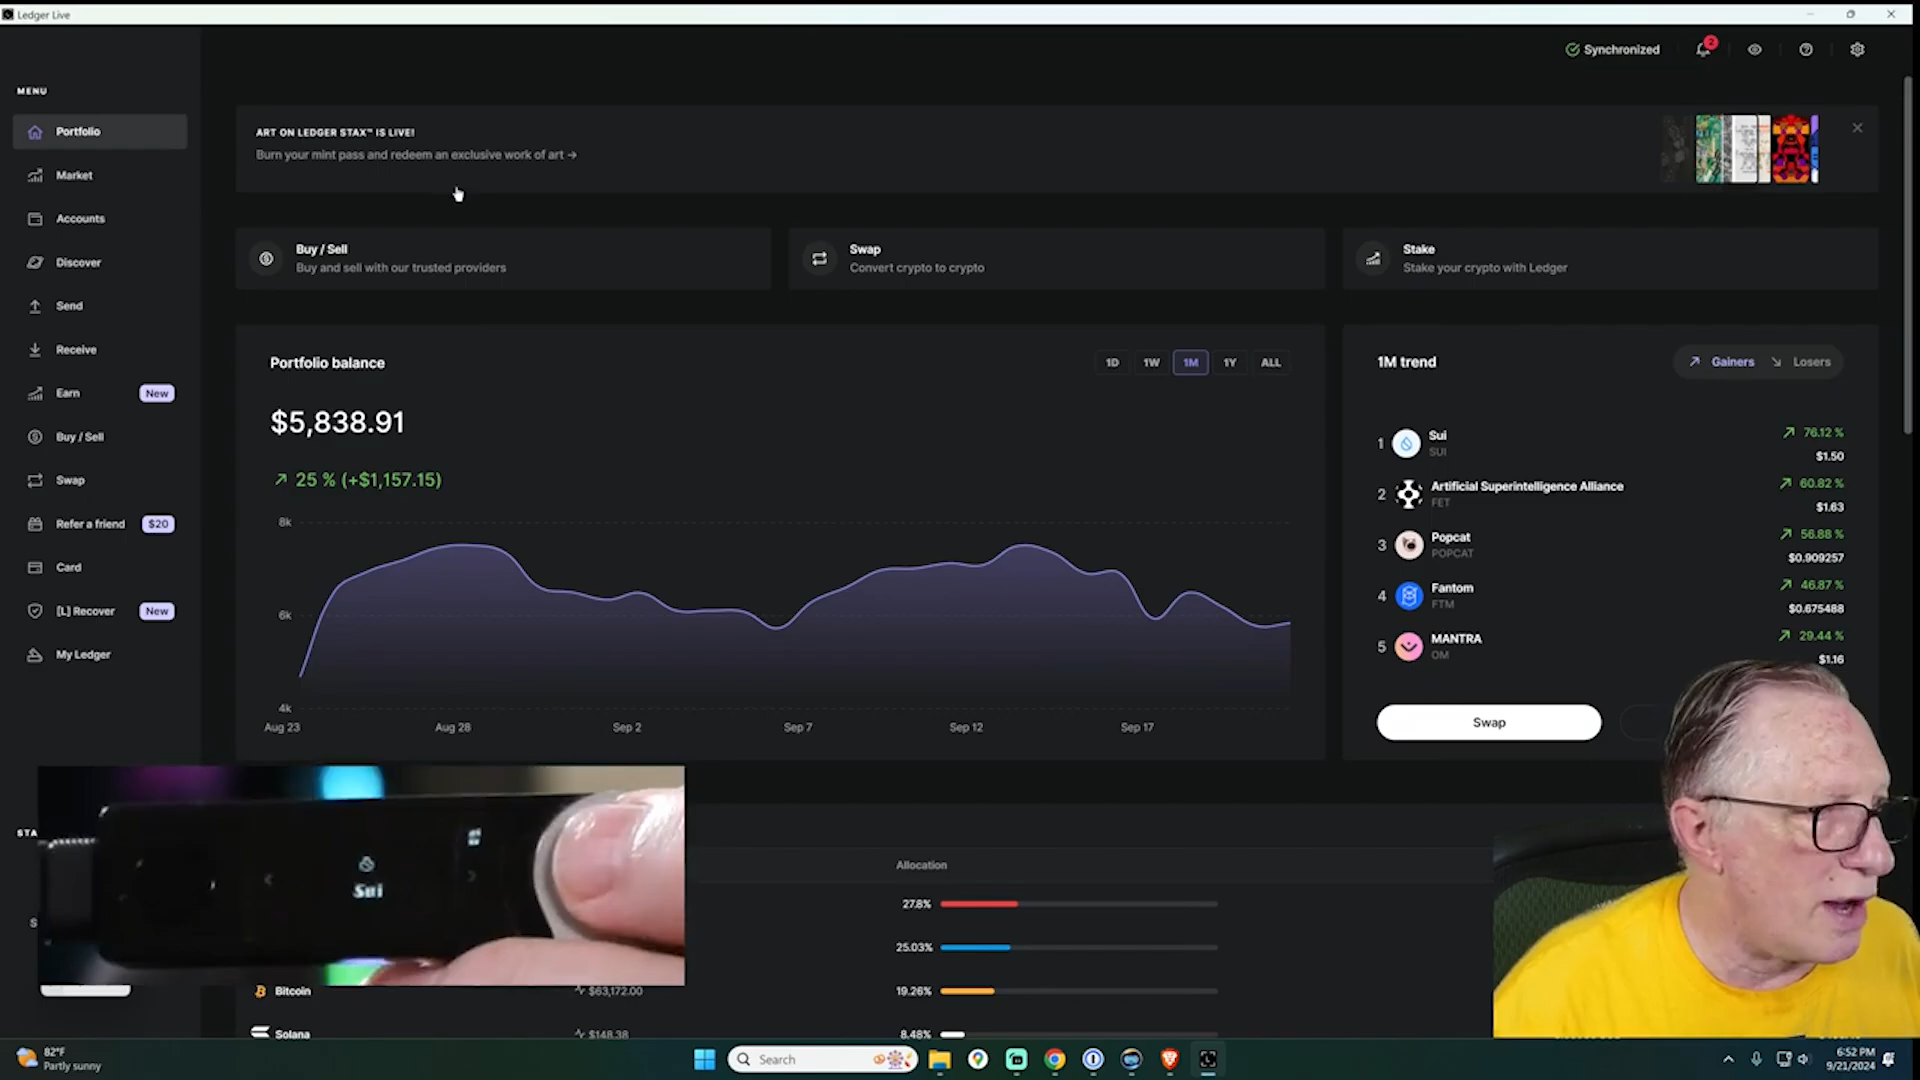 Ledger Live
Synchronized
2
MENU
Portfolio
Market
Accounts
Discover
Send
Receive
Earn New
Buy / Sell
Swap
Refer a friend $20
Card
[L] Recover New
My Ledger
STA
S
ART ON LEDGER STAX™ IS LIVE!
Burn your mint pass and redeem an exclusive work of art →
Buy / Sell
Buy and sell with our trusted providers
Swap
Convert crypto to crypto
Stake
Stake your crypto with Ledger
Portfolio balance
1D 1W 1M 1Y ALL
$5,838.91
25 % (+$1,157.15)
8k
6k
4k
Aug 23 Aug 28 Sep 2 Sep 7 Sep 12 Sep 17
1M trend
Gainers Losers
1 Sui 76.12 %
SUI $1.50
2 Artificial Superintelligence Alliance 60.82 %
FET $1.63
3 Popcat 56.88 %
POPCAT $0.909257
4 Fantom 46.87 %
FTM $0.675488
5 MANTRA 29.44 %
OM $1.16
Swap
Sui
Allocation
27.8%
25.03%
Bitcoin $63,172.00 19.26%
Solana $148.38 8.48%
82°F
Partly sunny
Search
6:52 PM
9/21/2024